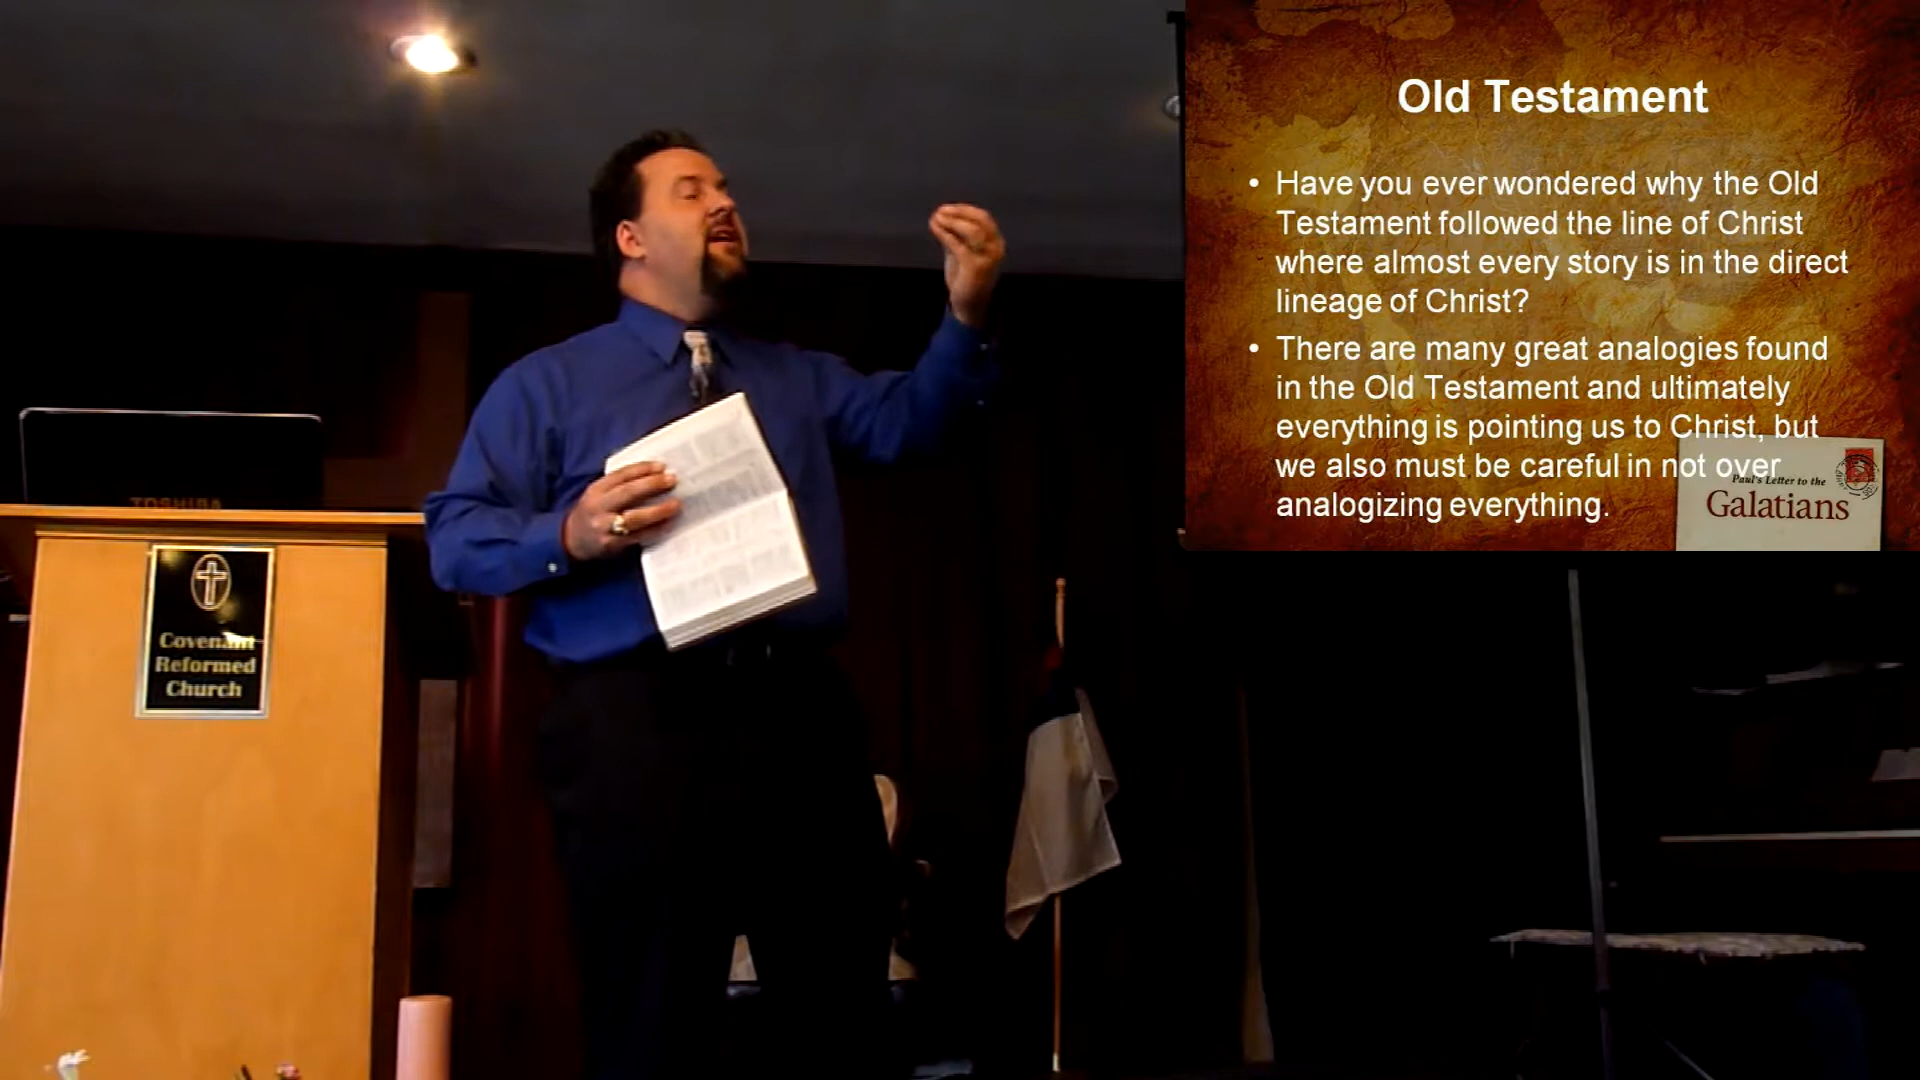 Old Testament
• Have you ever wondered why the Old
Testament followed the line of Christ
where almost every story is in the direct
lineage of Christ?
• There are many great analogies found
in the Old Testament and ultimately
everything is pointing us to Christ, but
we also must be careful in not over
analogizing everything.
Paul's Letter to the
Galatians
TOSHIBA
Covenant
Reformed
Church